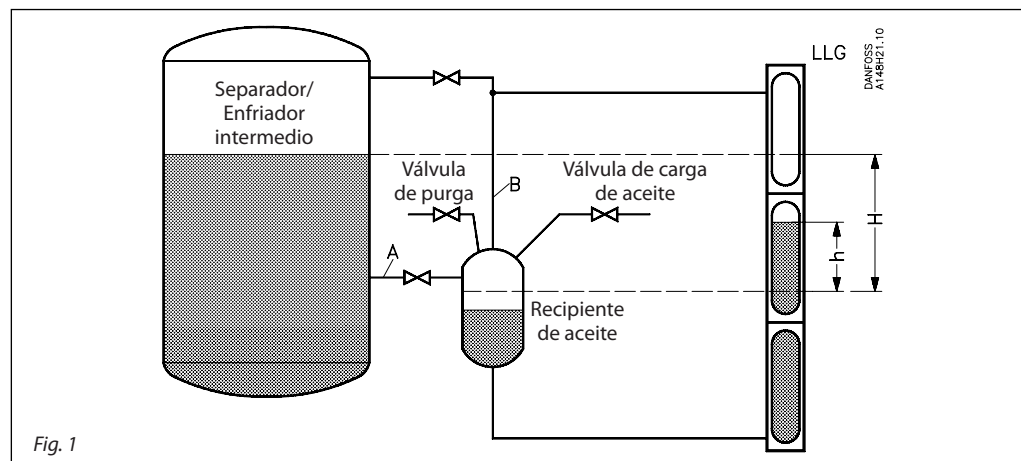 LLG
DANFOSS
A148H21.10
Separador/
Enfriador
intermedio
Válvula
de purga
B
Válvula de carga
de aceite
H
h
A
Recipiente
de aceite
Fig. 1